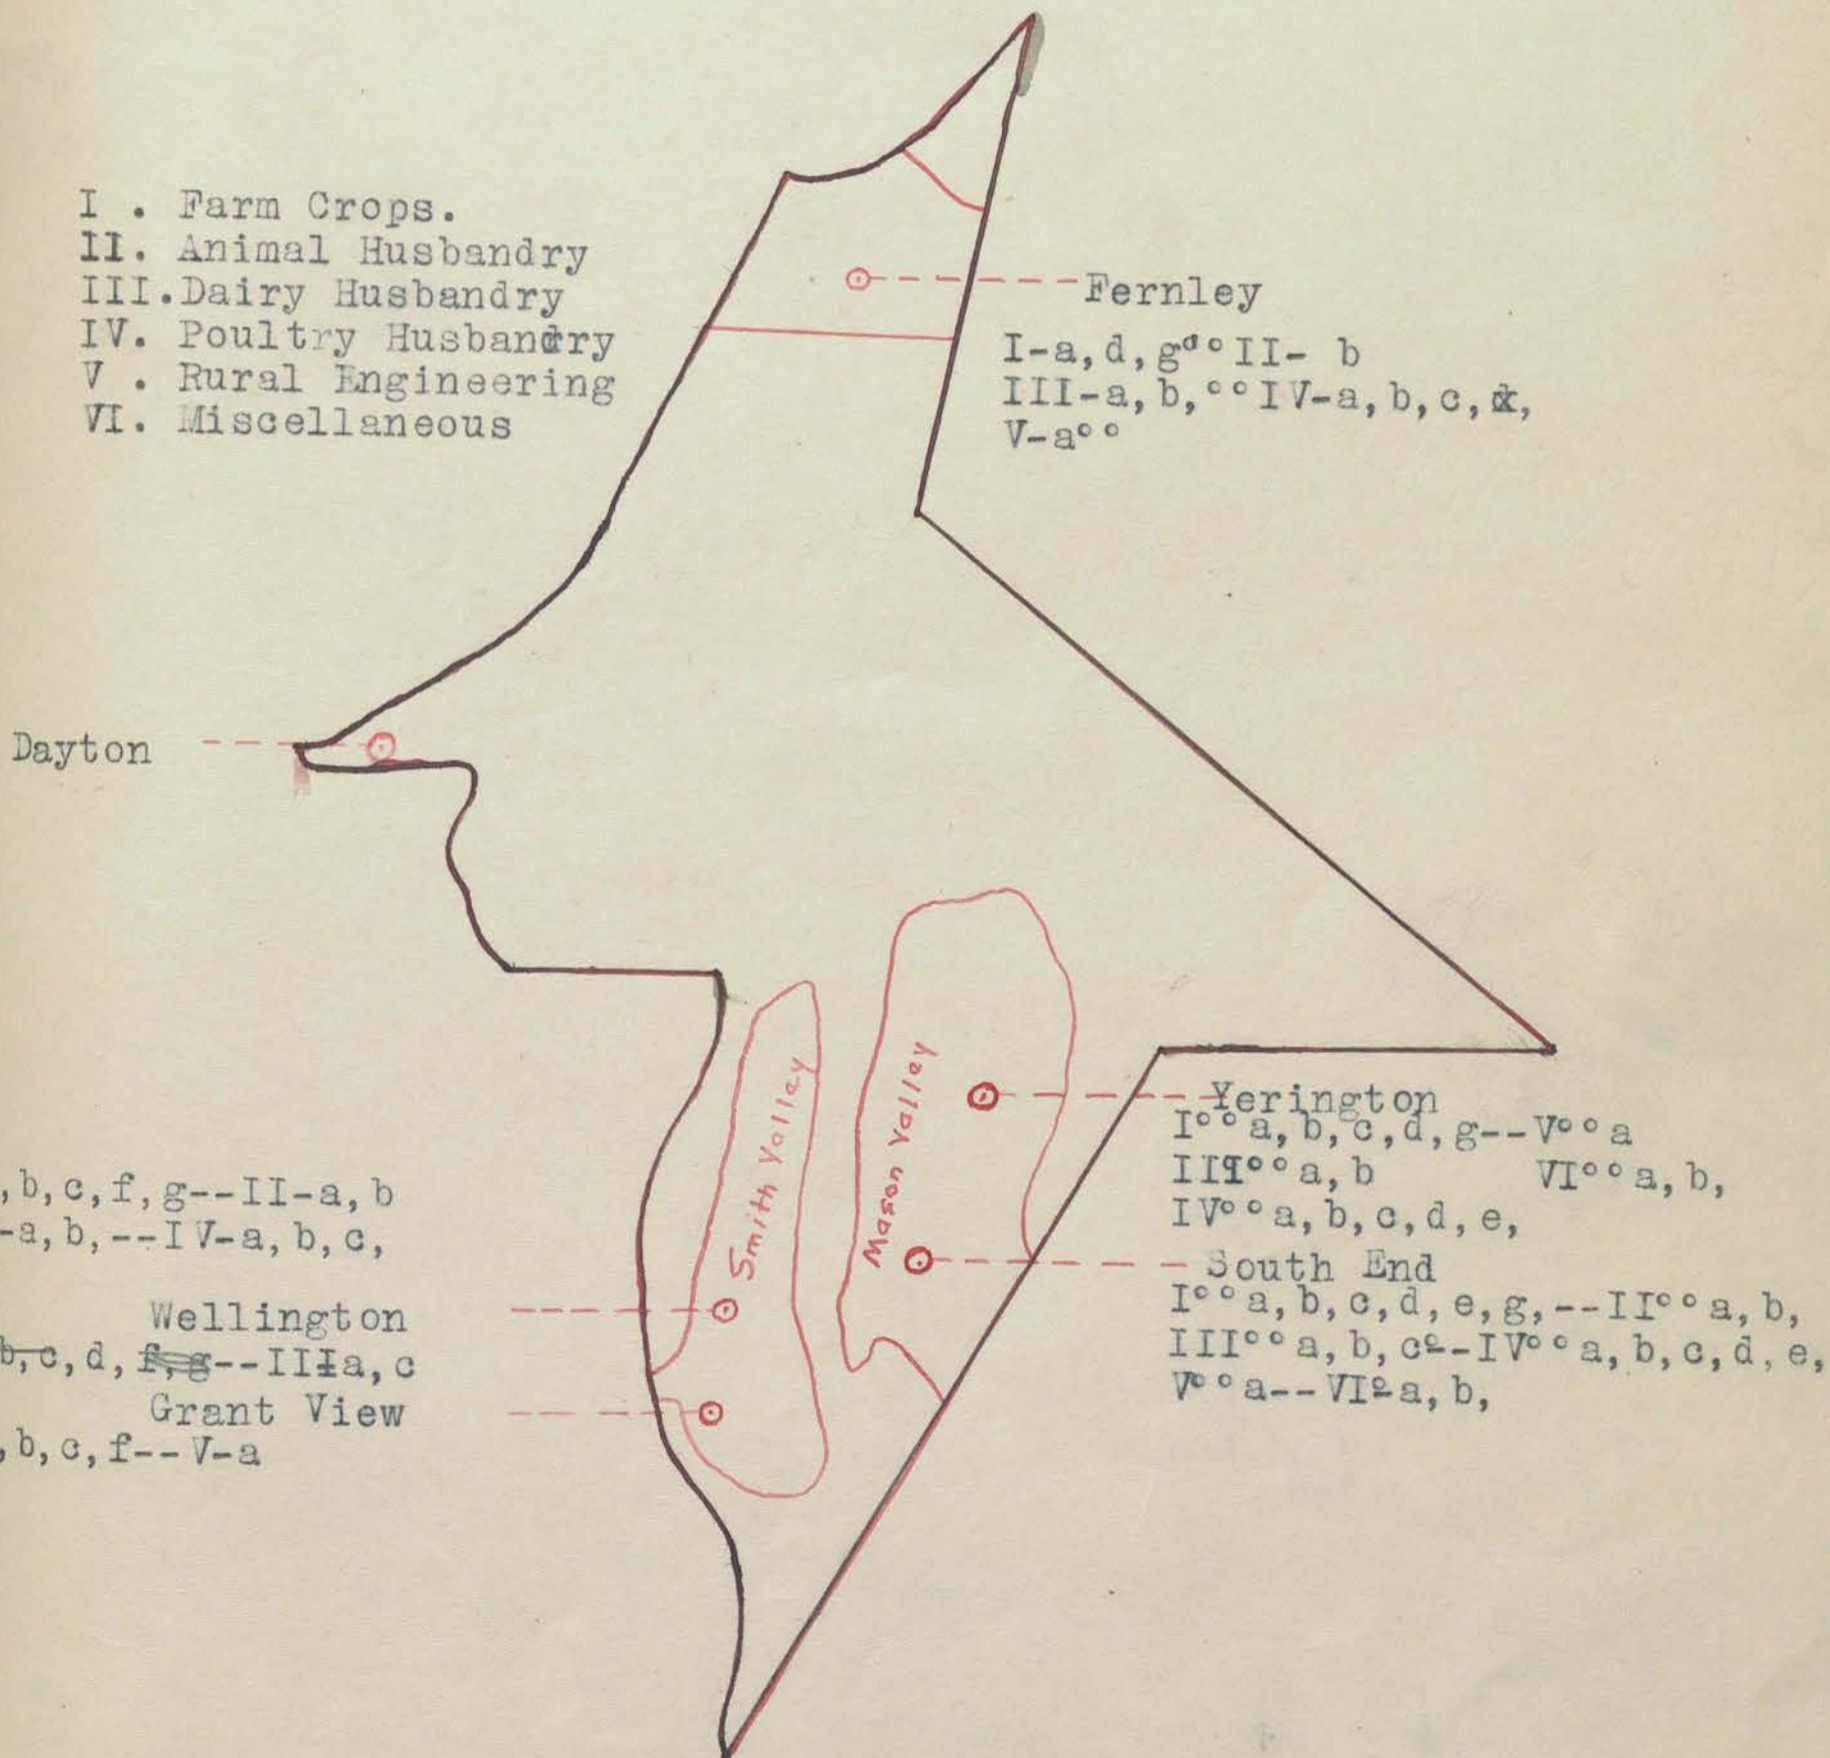 I . Farm Crops.
II. Animal Husbandry
III.Dairy Husbandry
IV. Poultry Husbandry
V . Rural Engineering
VI. Miscellaneous
Fernley
I-a,d,g°°II- b
III-a,b,°°IV-a,b,c,d,
V-a°°
Dayton
Smith Valley
Mason Valley
Yerington
I°°a,b,c,d,g--V°°a
III°°a,b VI°°a,b,
IV°°a,b,c,d,e,
South End
I°°a,b,c,d,e,g,--II°°a,b,
III°°a,b,c°--IV°°a,b,c,d,e,
V°°a--VI°-a,b,
,b,c,f,g--II-a,b
-a,b,--IV-a,b,c,
Wellington
b,c,d,f,g--IIIa,c
Grant View
,b,c,f--V-a